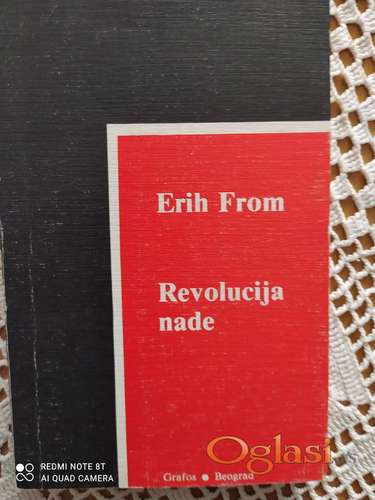 Erih From
Revolucija
nade
Grafos ● Beograd
Oglasi
REDMI NOTE 8T
AI QUAD CAMERA